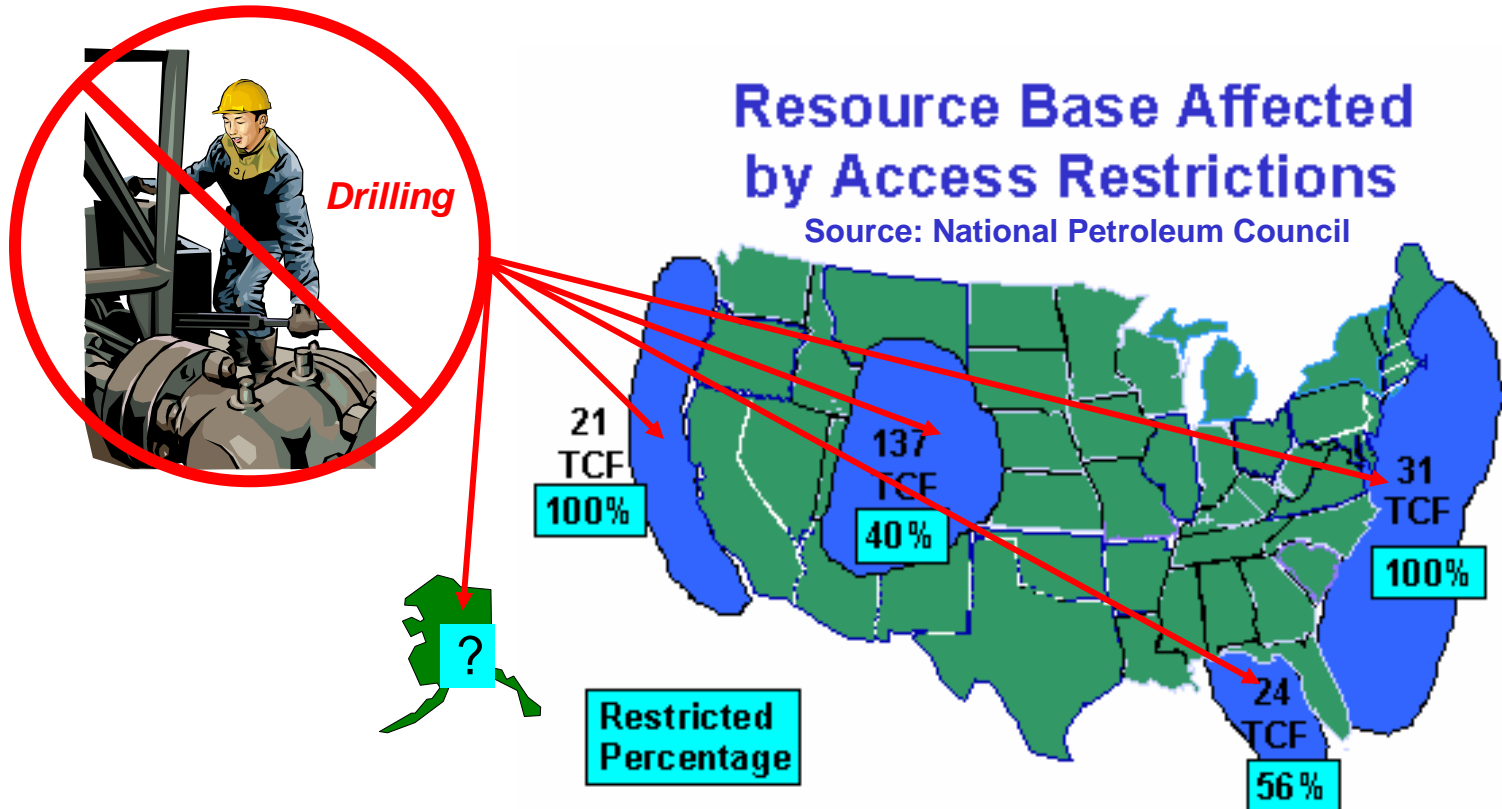 Drilling
Resource Base Affected
by Access Restrictions
Source: National Petroleum Council
21
TCF
100%
137
TCF
40%
31
TCF
100%
24
TCF
56%
?
Restricted
Percentage